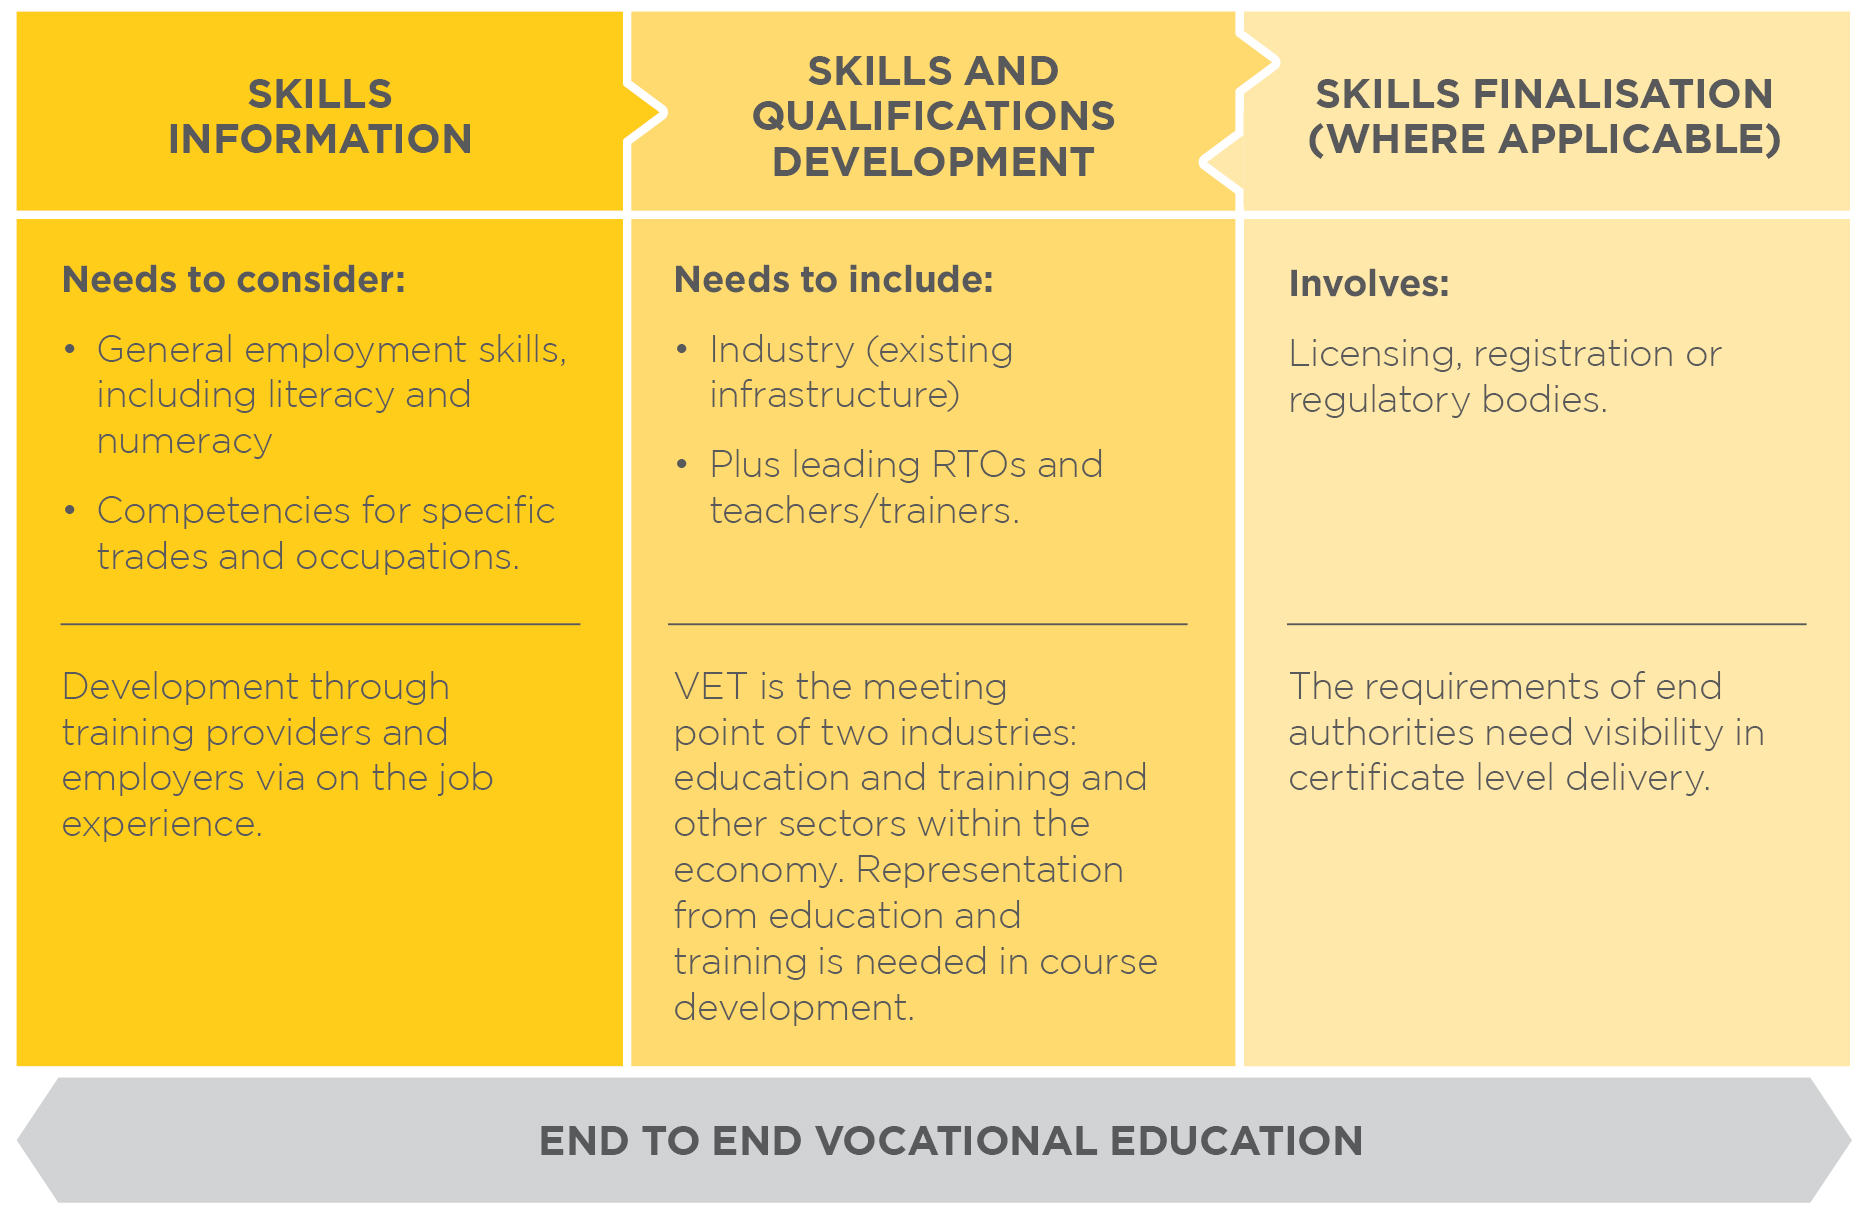 SKILLS
INFORMATION
SKILLS AND
QUALIFICATIONS
DEVELOPMENT
SKILLS FINALISATION
(WHERE APPLICABLE)
Needs to consider:
• General employment skills,
including literacy and
numeracy
• Competencies for specific
trades and occupations.
Development through
training providers and
employers via on the job
experience.
Needs to include:
• Industry (existing
infrastructure)
• Plus leading RTOs and
teachers/trainers.
VET is the meeting
point of two industries:
education and training and
other sectors within the
economy. Representation
from education and
training is needed in course
development.
Involves:
Licensing, registration or
regulatory bodies.
The requirements of end
authorities need visibility in
certificate level delivery.
END TO END VOCATIONAL EDUCATION